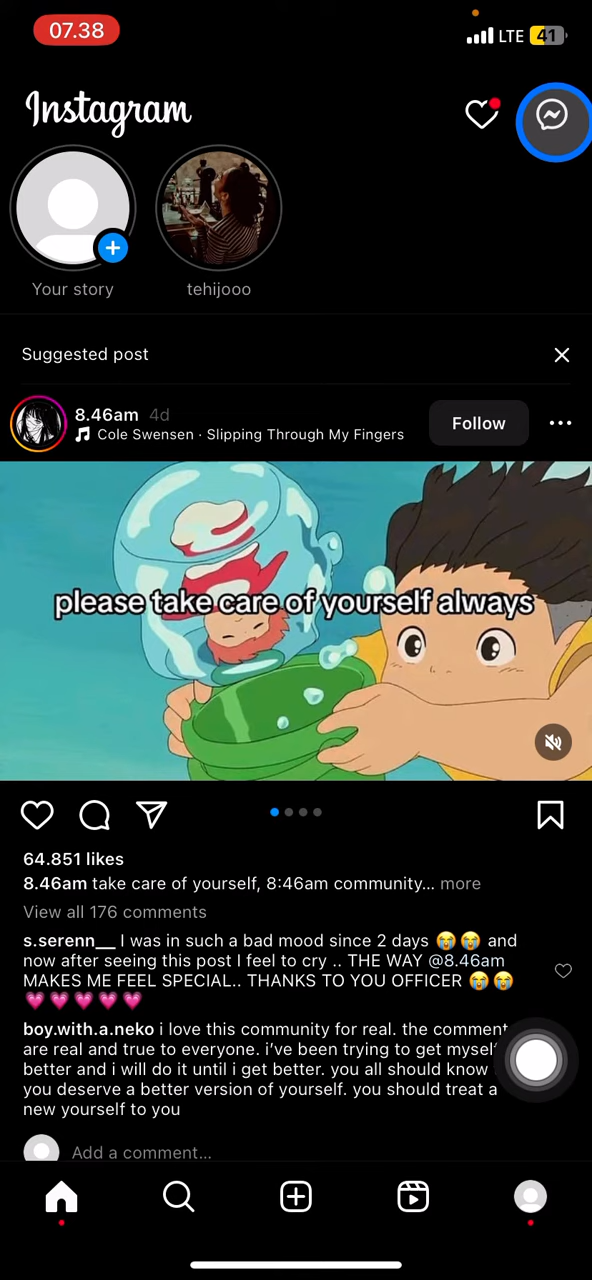 07.38
LTE 41
Instagram
Your story
tehijooo
Suggested post
8.46am 4d
Cole Swensen · Slipping Through My Fingers
Follow
please take care of yourself always
64.851 likes
8.46am take care of yourself, 8:46am community... more
View all 176 comments
s.serenn__ I was in such a bad mood since 2 days 😭😭 and
now after seeing this post I feel to cry .. THE WAY @8.46am
MAKES ME FEEL SPECIAL.. THANKS TO YOU OFFICER 😭😭
💗💗💗💗💗
boy.with.a.neko i love this community for real. the comment
are real and true to everyone. i've been trying to get mysel
better and i will do it until i get better. you all should know
you deserve a better version of yourself. you should treat a
new yourself to you
Add a comment...